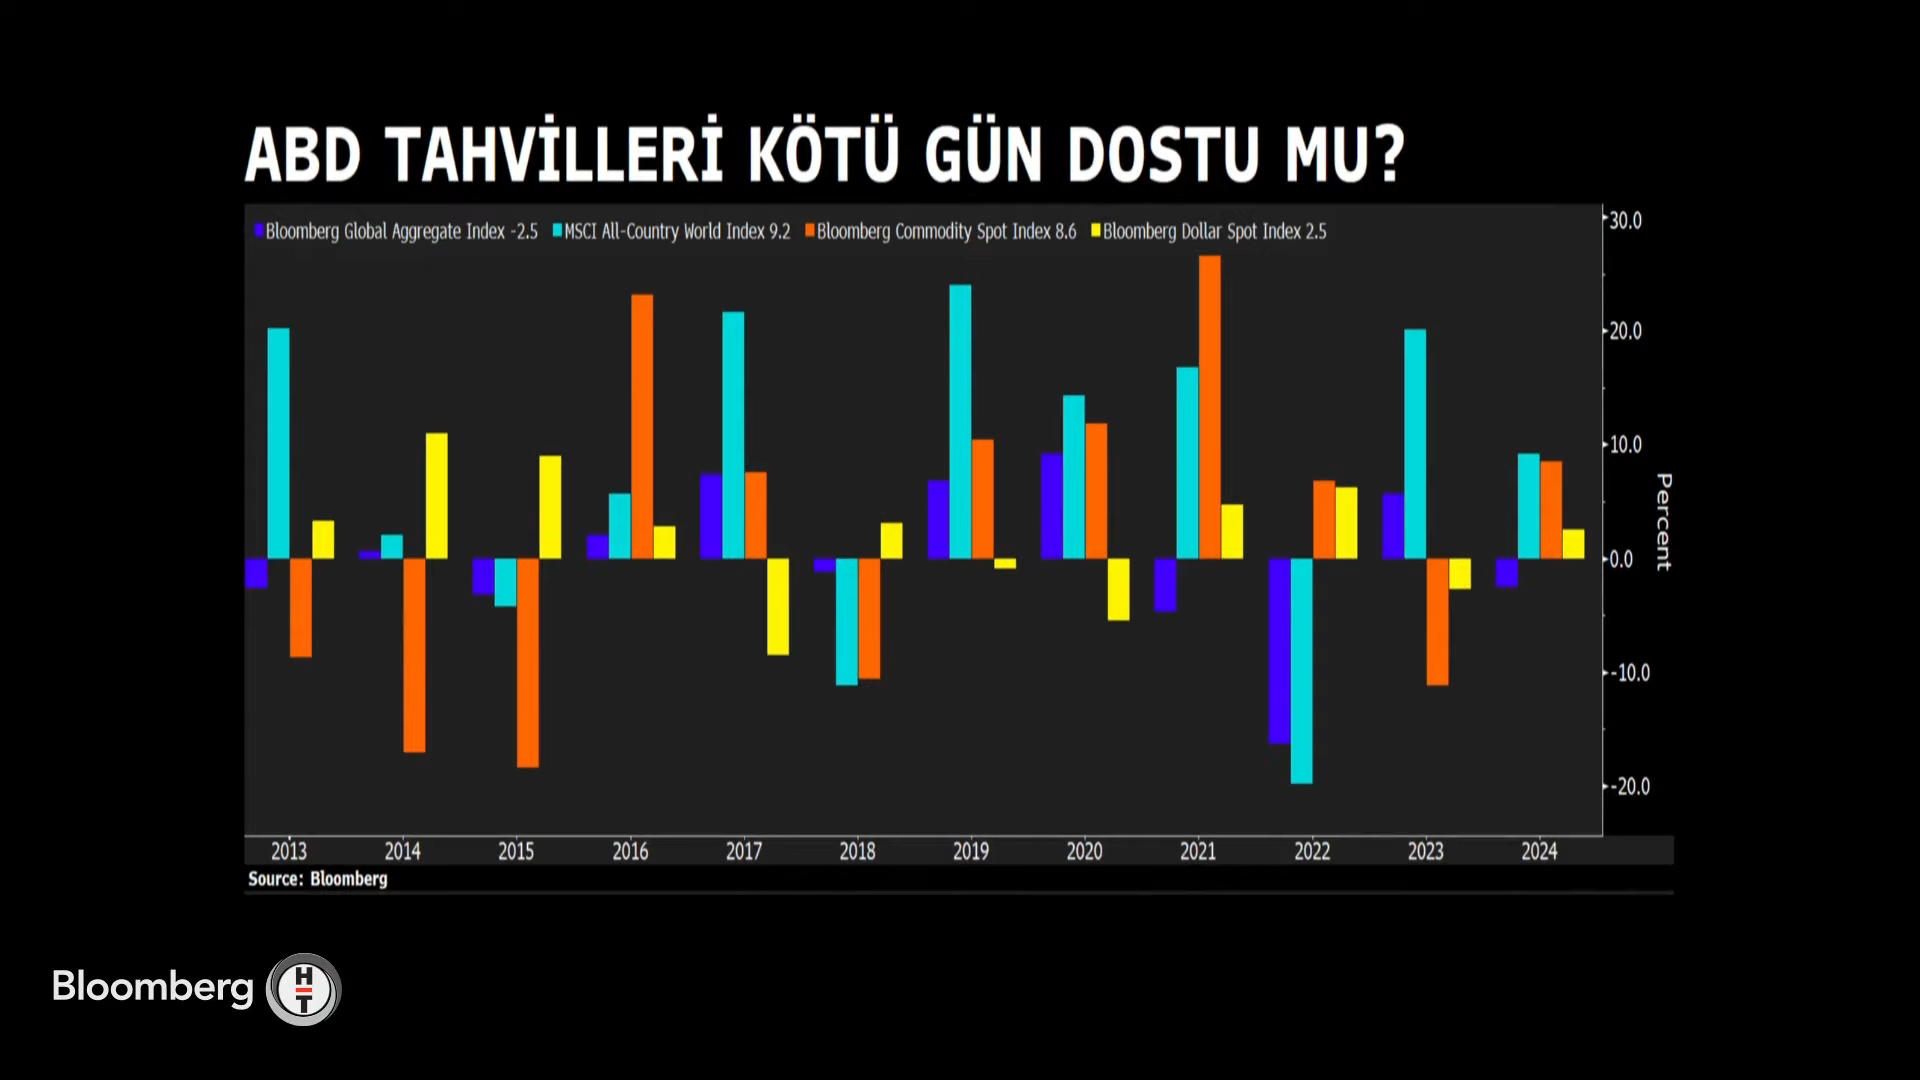 ABD TAHVİLLERİ KÖTÜ GÜN DOSTU MU?
Bloomberg Global Aggregate Index -2.5 MSCI All-Country World Index 9.2 Bloomberg Commodity Spot Index 8.6 Bloomberg Dollar Spot Index 2.5
30.0
20.0
10.0
0.0
-10.0
-20.0
Percent
2013 2014 2015 2016 2017 2018 2019 2020 2021 2022 2023 2024
Source: Bloomberg
Bloomberg HT